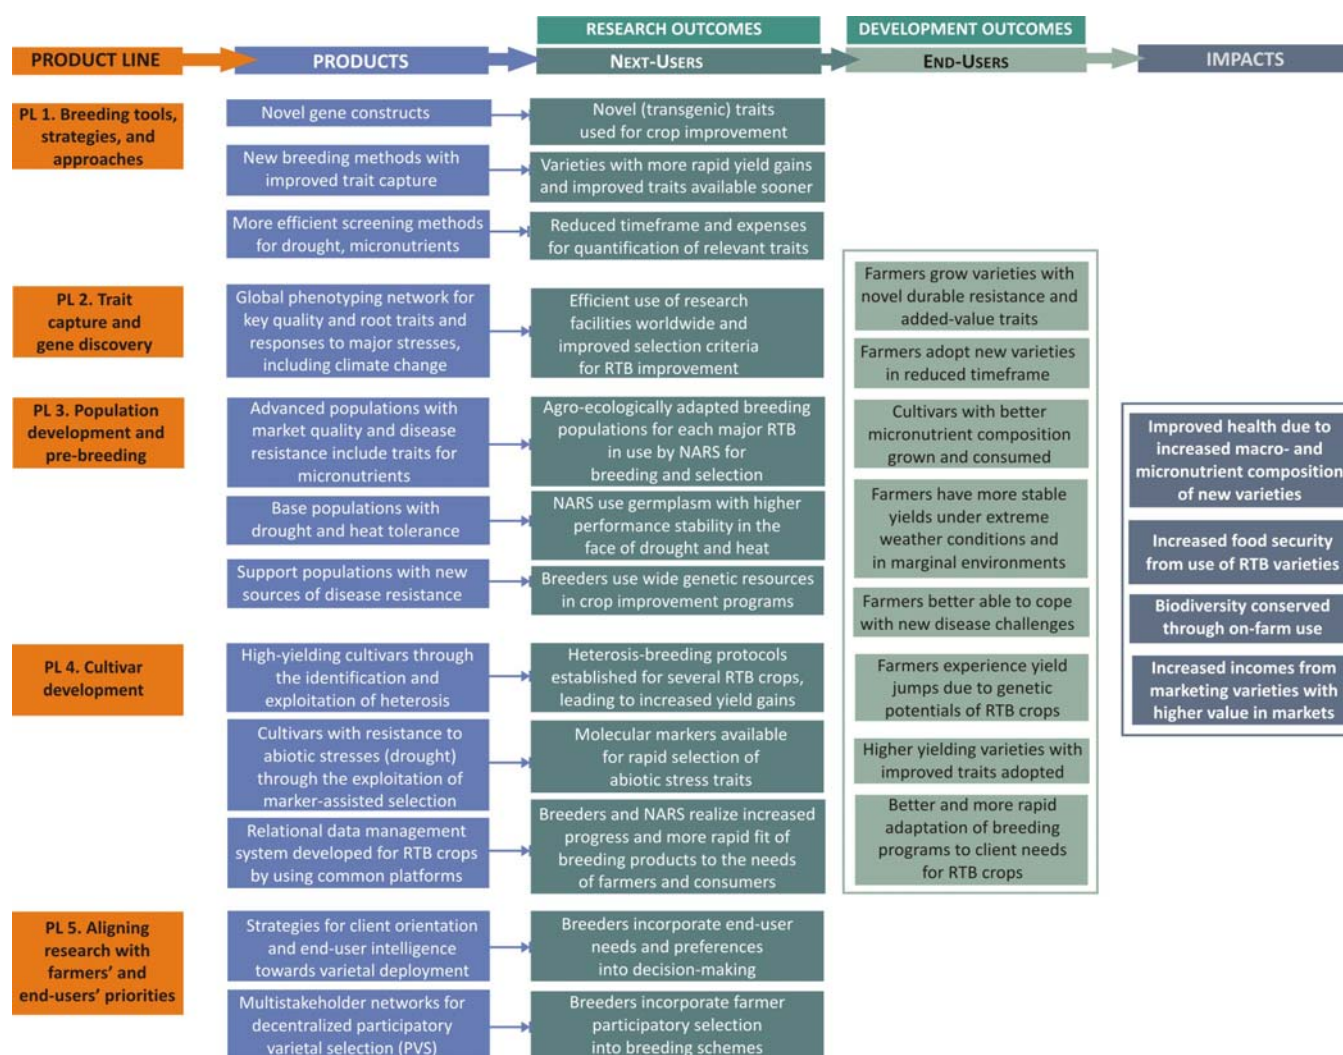 RESEARCH OUTCOMES
DEVELOPMENT OUTCOMES
PRODUCT LINE
PRODUCTS
NEXT-USERS
END-USERS
IMPACTS
PL 1. Breeding tools,
strategies, and
approaches
Novel gene constructs
Novel (transgenic) traits
used for crop improvement
New breeding methods with
improved trait capture
Varieties with more rapid yield gains
and improved traits available sooner
More efficient screening methods
for drought, micronutrients
Reduced timeframe and expenses
for quantification of relevant traits
PL 2. Trait
capture and
gene discovery
Global phenotyping network for
key quality and root traits and
responses to major stresses,
including climate change
Efficient use of research
facilities worldwide and
improved selection criteria
for RTB improvement
PL 3. Population
development and
pre-breeding
Advanced populations with
market quality and disease
resistance include traits for
micronutrients
Agro-ecologically adapted breeding
populations for each major RTB
in use by NARS for
breeding and selection
Base populations with
drought and heat tolerance
NARS use germplasm with higher
performance stability in the
face of drought and heat
Support populations with new
sources of disease resistance
Breeders use wide genetic resources
in crop improvement programs
PL 4. Cultivar
development
High-yielding cultivars through
the identification and
exploitation of heterosis
Heterosis-breeding protocols
established for several RTB crops,
leading to increased yield gains
Cultivars with resistance to
abiotic stresses (drought)
through the exploitation of
marker-assisted selection
Molecular markers available
for rapid selection of
abiotic stress traits
Relational data management
system developed for RTB crops
by using common platforms
Breeders and NARS realize increased
progress and more rapid fit of
breeding products to the needs
of farmers and consumers
PL 5. Aligning
research with
farmers' and
end-users' priorities
Strategies for client orientation
and end-user intelligence
towards varietal deployment
Breeders incorporate end-user
needs and preferences
into decision-making
Multistakeholder networks for
decentralized participatory
varietal selection (PVS)
Breeders incorporate farmer
participatory selection
into breeding schemes
Farmers grow varieties with
novel durable resistance and
added-value traits
Farmers adopt new varieties
in reduced timeframe
Cultivars with better
micronutrient composition
grown and consumed
Farmers have more stable
yields under extreme
weather conditions and
in marginal environments
Farmers better able to cope
with new disease challenges
Farmers experience yield
jumps due to genetic
potentials of RTB crops
Higher yielding varieties with
improved traits adopted
Better and more rapid
adaptation of breeding
programs to client needs
for RTB crops
Improved health due to
increased macro- and
micronutrient composition
of new varieties
Increased food security
from use of RTB varieties
Biodiversity conserved
through on-farm use
Increased incomes from
marketing varieties with
higher value in markets